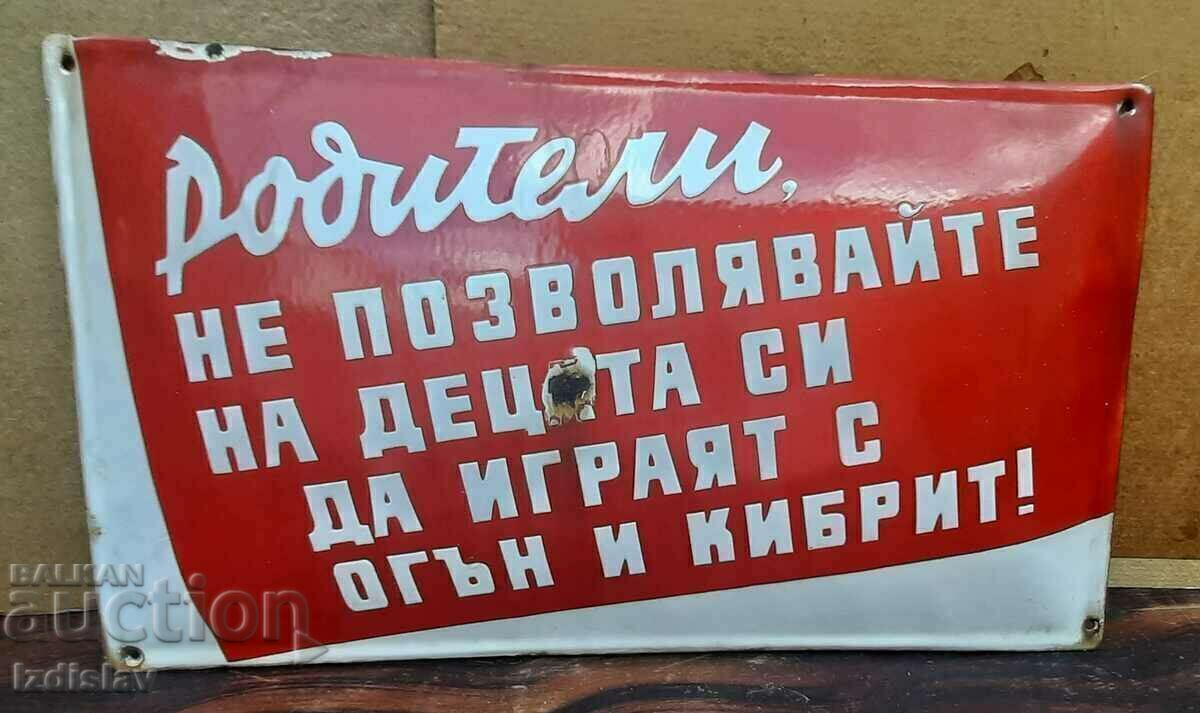 Родители,
НЕ ПОЗВОЛЯВАЙТЕ
НА ДЕЦАТА СИ
ДА ИГРАЯТ С
ОГЪН И КИБРИТ!
BALKAN
auction
Izdislav